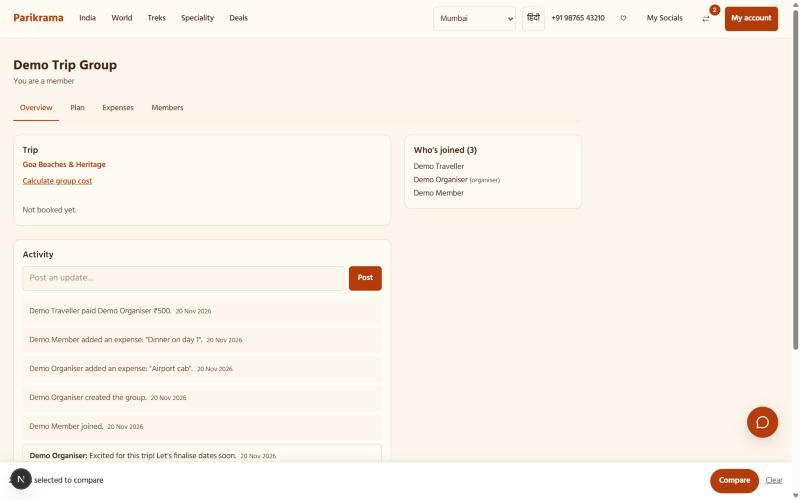 Parikrama
India
World
Treks
Speciality
Deals
Mumbai
हिंदी
+91 98765 43210
My Socials
2
My account
Demo Trip Group
You are a member
Overview
Plan
Expenses
Members
Trip
Goa Beaches & Heritage
Calculate group cost
Not booked yet.
Who's joined (3)
Demo Traveller
Demo Organiser (organiser)
Demo Member
Activity
Post an update...
Post
Demo Traveller paid Demo Organiser ₹500. 20 Nov 2026
Demo Member added an expense: "Dinner on day 1". 20 Nov 2026
Demo Organiser added an expense: "Airport cab". 20 Nov 2026
Demo Organiser created the group. 20 Nov 2026
Demo Member joined. 20 Nov 2026
Demo Organiser: Excited for this trip! Let's finalise dates soon. 20 Nov 2026
N
selected to compare
Compare
Clear